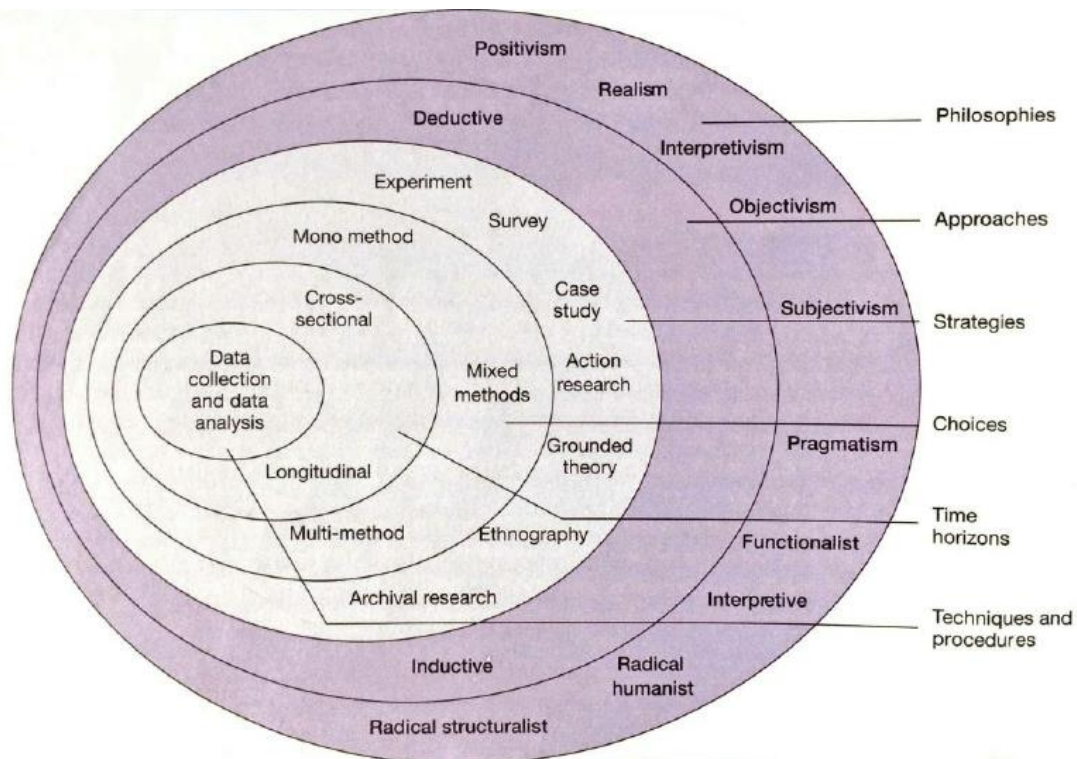 Positivism
Realism
Philosophies
Deductive
Interpretivism
Experiment
Objectivism
Approaches
Survey
Mono method
Case
study
Cross-
sectional
Subjectivism
Strategies
Data
collection
and data
analysis
Mixed
methods
Action
research
Choices
Pragmatism
Grounded
theory
Longitudinal
Time
horizons
Multi-method
Ethnography
Functionalist
Archival research
Interpretive
Techniques and
procedures
Inductive
Radical
humanist
Radical structuralist